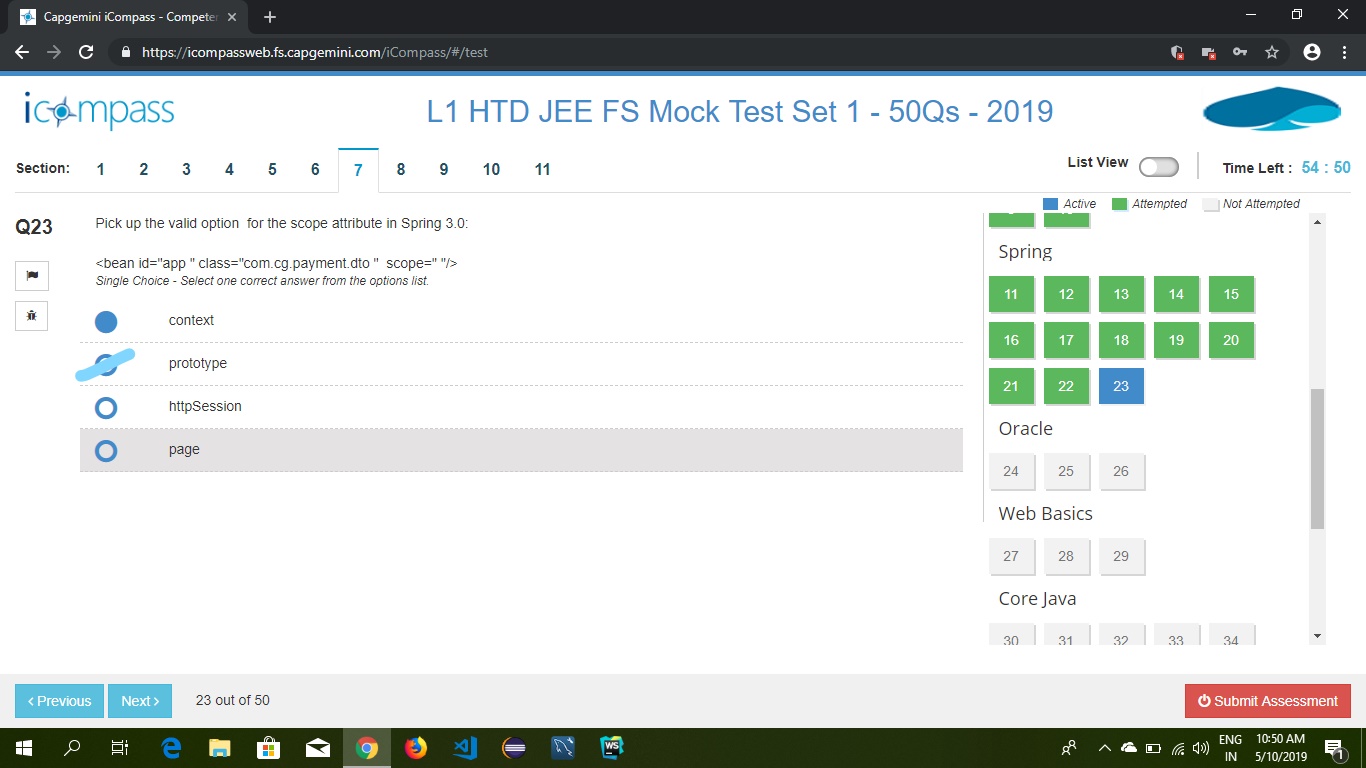 Capgemini iCompass - Competen
https://icompassweb.fs.capgemini.com/iCompass/#/test
icompass
L1 HTD JEE FS Mock Test Set 1 - 50Qs - 2019
Section: 1 2 3 4 5 6 7 8 9 10 11
List View
Time Left : 54 : 50
Active Attempted Not Attempted
Q23
Pick up the valid option for the scope attribute in Spring 3.0:
<bean id="app " class="com.cg.payment.dto " scope=" "/>
Single Choice - Select one correct answer from the options list.
context
prototype
httpSession
page
Spring
11 12 13 14 15
16 17 18 19 20
21 22 23
Oracle
24 25 26
Web Basics
27 28 29
Core Java
30 31 32 33 34
‹ Previous
Next ›
23 out of 50
Submit Assessment
WS
ENG
IN
10:50 AM
5/10/2019
1